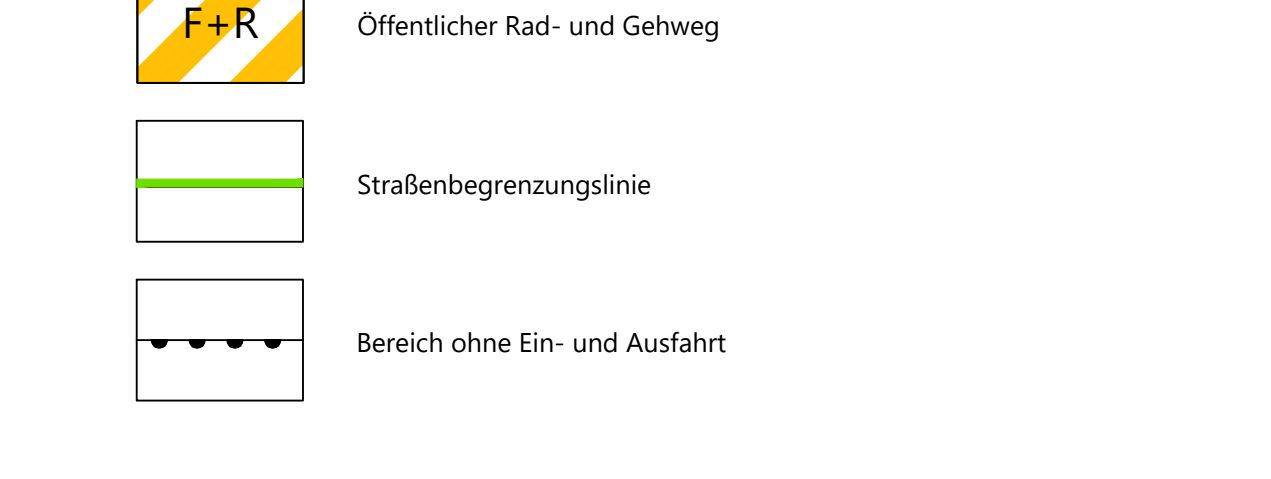 F+R Öffentlicher Rad- und Gehweg
Straßenbegrenzungslinie
Bereich ohne Ein- und Ausfahrt